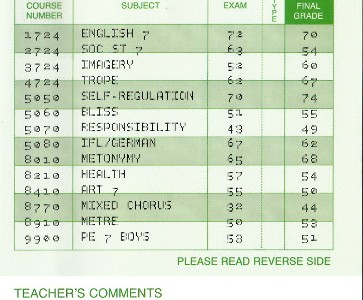 COURSE NUMBER SUBJECT EXAM TYPE FINAL GRADE
1724 ENGLISH 7 72 70
2724 SOC ST 7 63 54
3724 IMAGERY 52 60
4724 TROPE 62 67
5050 SELF-REGULATION 70 74
5060 BLISS 51 55
5070 RESPONSIBILITY 43 49
5080 IFL/GERMAN 67 62
8010 METONYMY 65 68
8210 HEALTH 57 54
8410 ART 7 55 50
8770 MIXED CHORUS 32 44
8910 METRE 50 53
9900 PE 7 BOYS 53 51
PLEASE READ REVERSE SIDE
TEACHER'S COMMENTS